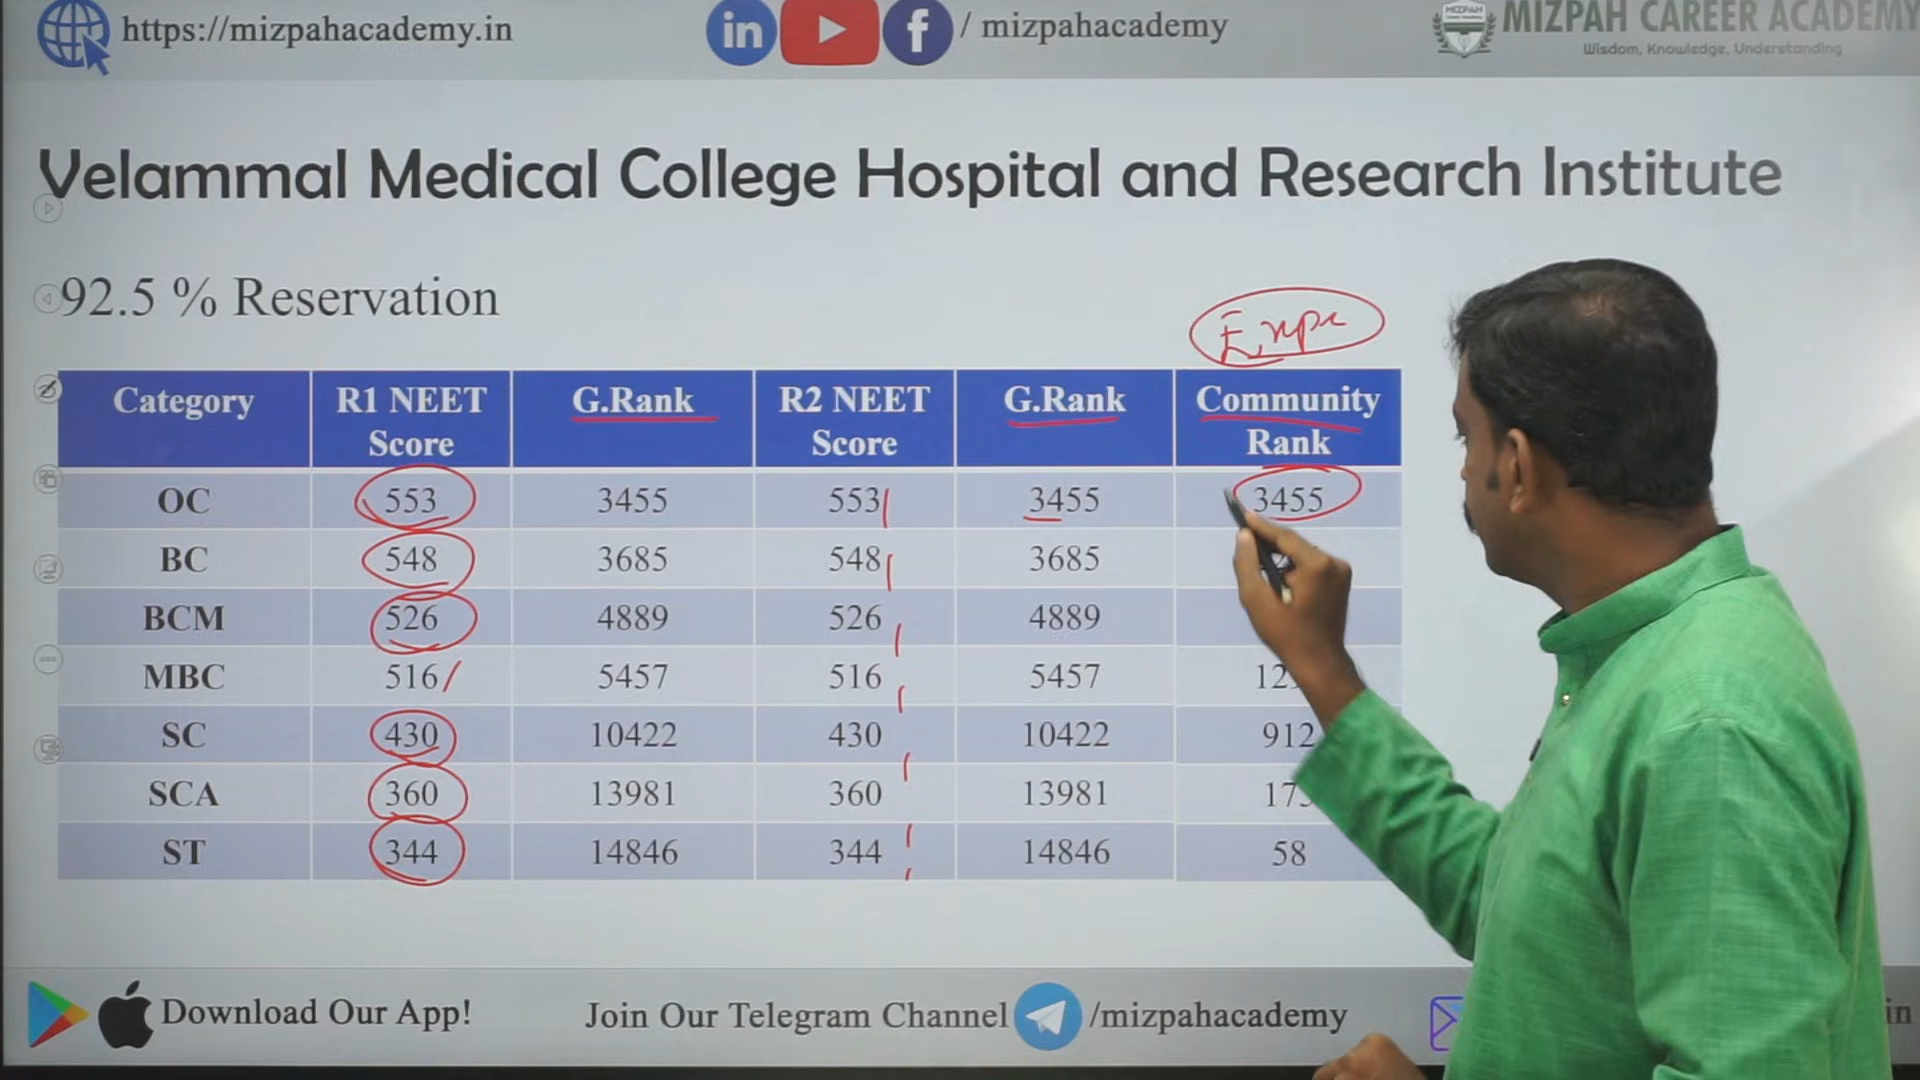 https://mizpahacademy.in
in f / mizpahacademy
MIZPAH CAREER ACADEMY
Wisdom, Knowledge, Understanding
Velammal Medical College Hospital and Research Institute
92.5 % Reservation
Category R1 NEET Score G.Rank R2 NEET Score G.Rank Community Rank
OC 553 3455 553 3455 3455
BC 548 3685 548 3685
BCM 526 4889 526 4889
MBC 516 5457 516 5457
SC 430 10422 430 10422 912
SCA 360 13981 360 13981
ST 344 14846 344 14846 58
Download Our App! Join Our Telegram Channel /mizpahacademy